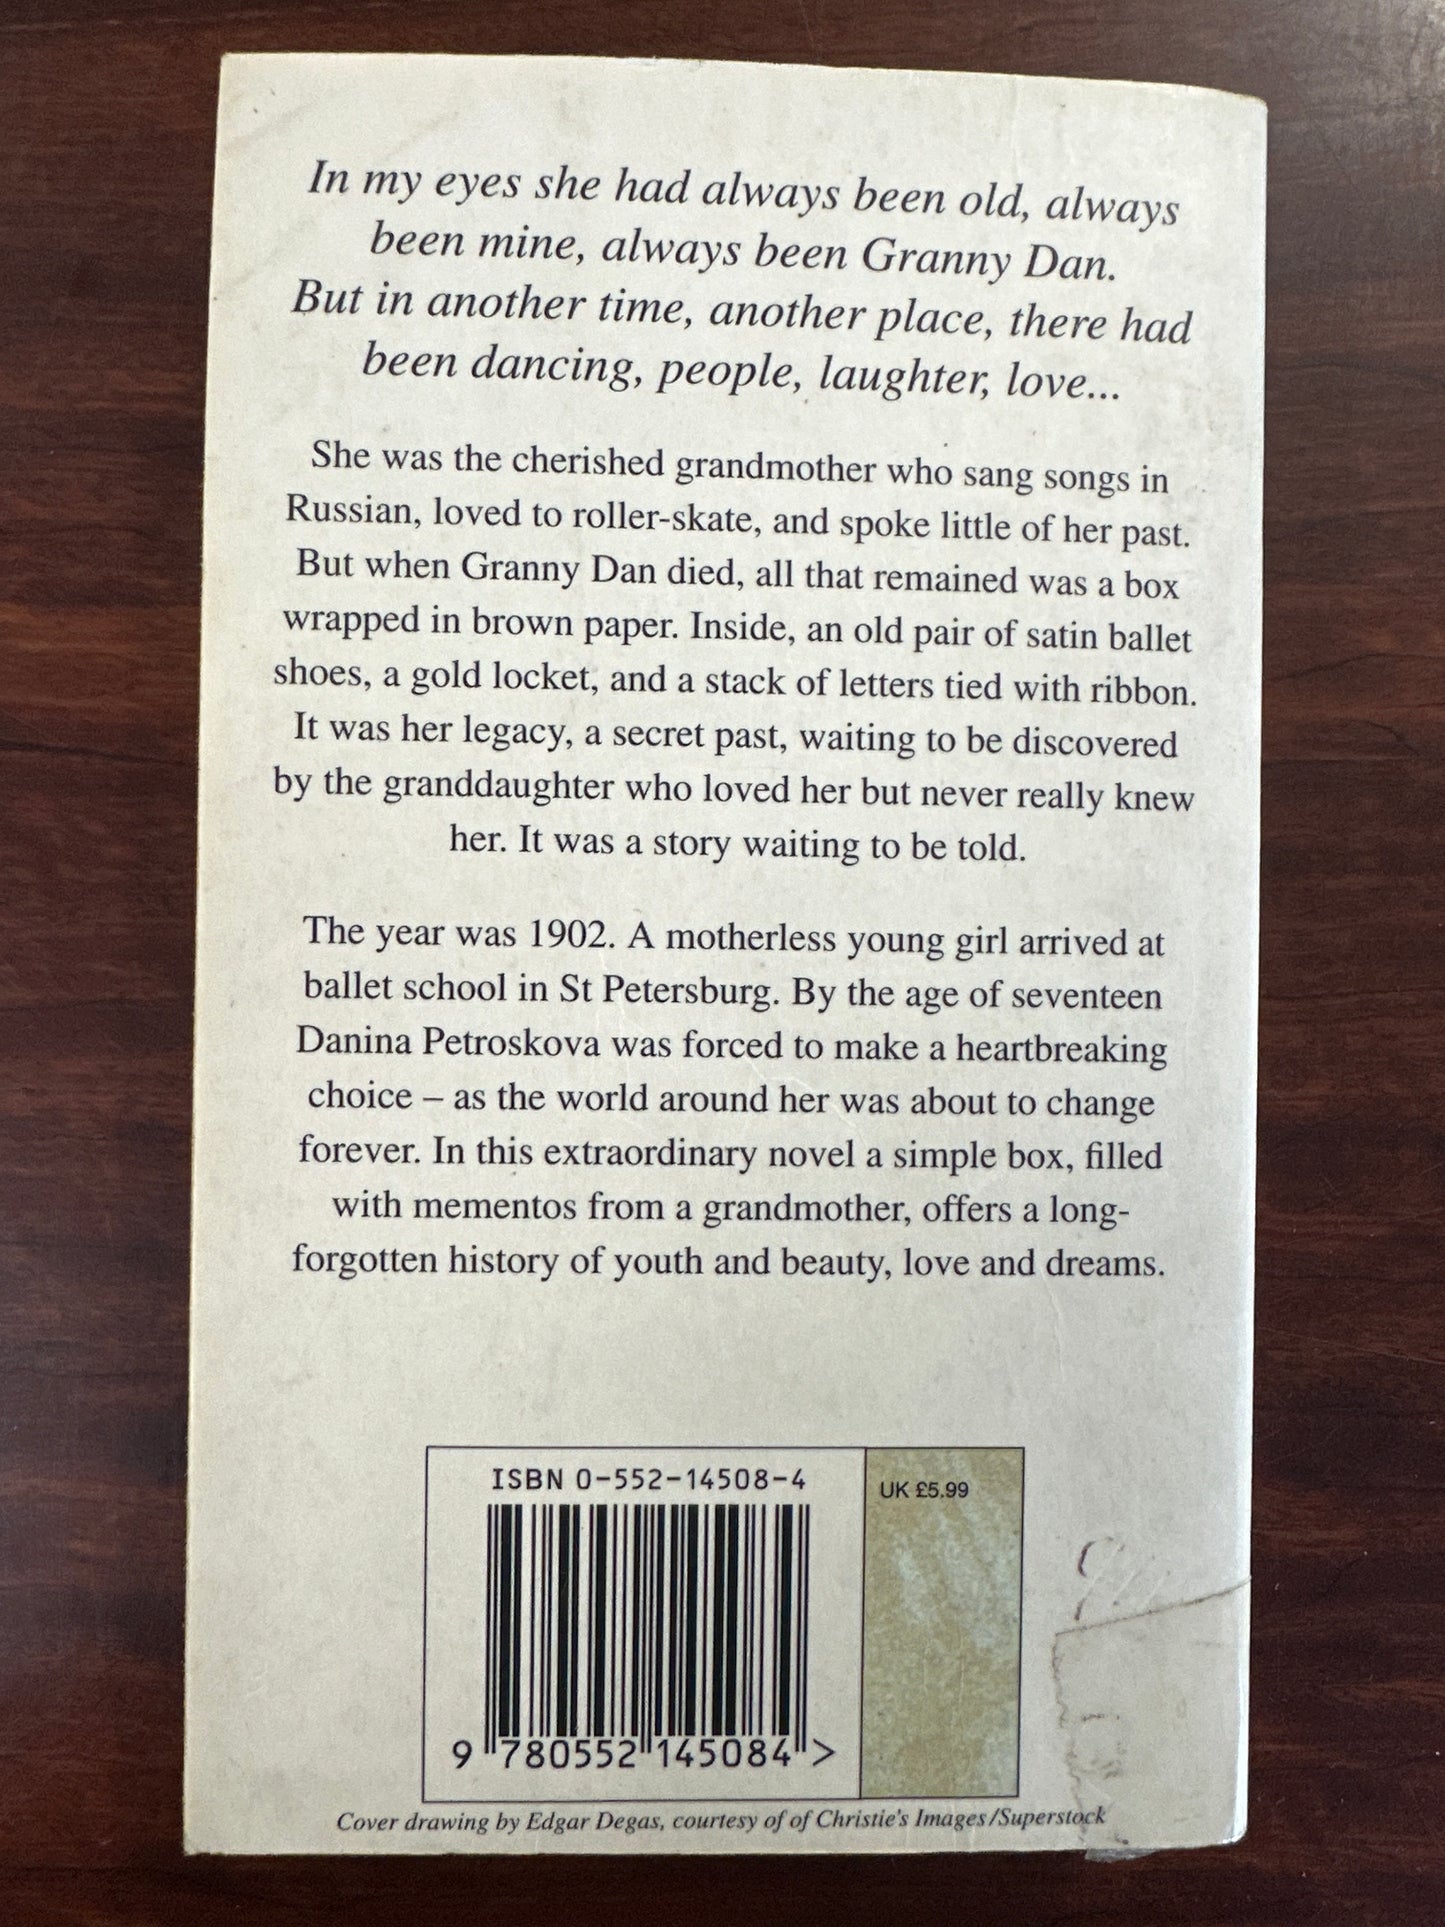 In my eyes she had always been old, always
been mine, always been Granny Dan.
But in another time, another place, there had
been dancing, people, laughter, love...
She was the cherished grandmother who sang songs in
Russian, loved to roller-skate, and spoke little of her past.
But when Granny Dan died, all that remained was a box
wrapped in brown paper. Inside, an old pair of satin ballet
shoes, a gold locket, and a stack of letters tied with ribbon.
It was her legacy, a secret past, waiting to be discovered
by the granddaughter who loved her but never really knew
her. It was a story waiting to be told.
The year was 1902. A motherless young girl arrived at
ballet school in St Petersburg. By the age of seventeen
Danina Petroskova was forced to make a heartbreaking
choice – as the world around her was about to change
forever. In this extraordinary novel a simple box, filled
with mementos from a grandmother, offers a long-
forgotten history of youth and beauty, love and dreams.
ISBN 0-552-14508-4
UK £5.99
9 780552 145084 >
Cover drawing by Edgar Degas, courtesy of of Christie's Images/Superstock